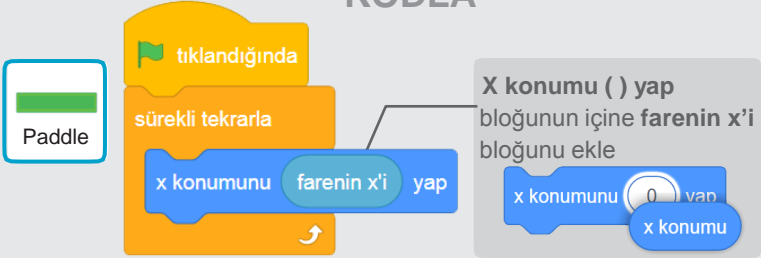 KODLA
tıklandığında
Paddle
sürekli tekrarla
x konumunu farenin x'i yap
X konumu ( ) yap
bloğunun içine farenin x'i
bloğunu ekle
x konumunu 0 yap
x konumu